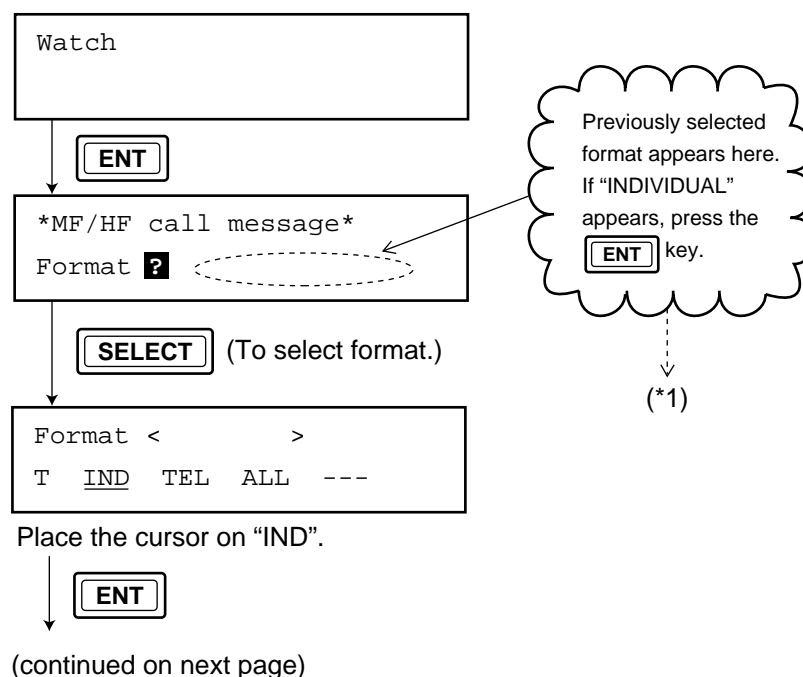 Watch
ENT
*MF/HF call message*
Format ?
Previously selected
format appears here.
If “INDIVIDUAL”
appears, press the
ENT key.
(*1)
SELECT (To select format.)
Format < >
T IND TEL ALL ---
Place the cursor on “IND”.
ENT
(continued on next page)